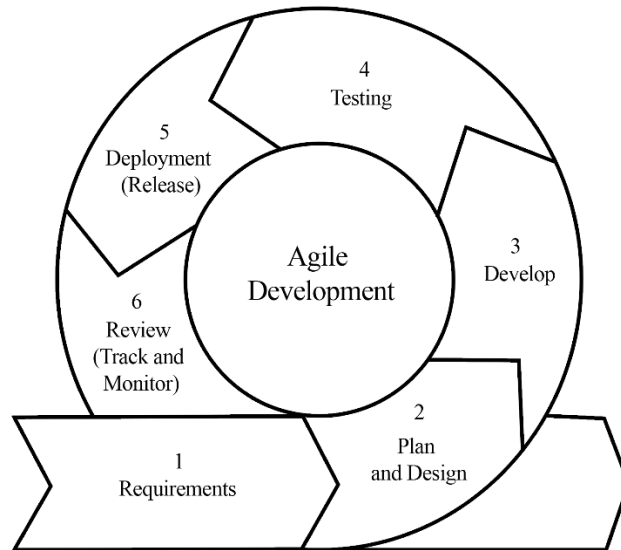 4
Testing
5
Deployment
(Release)
3
Develop
Agile
Development
6
Review
(Track and
Monitor)
2
Plan
and Design
1
Requirements